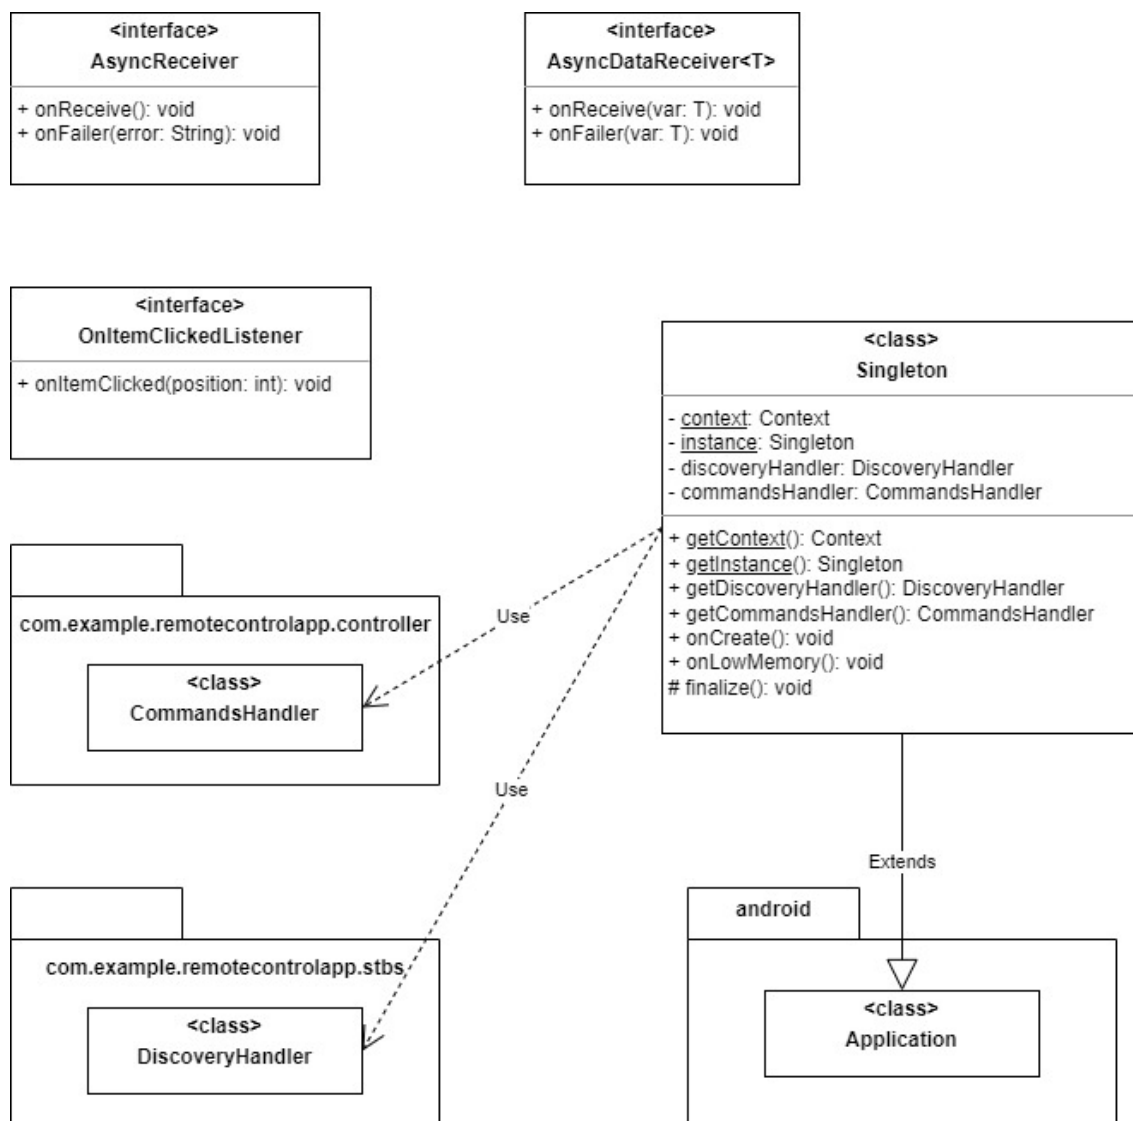 <interface>
AsyncReceiver
+ onReceive(): void
+ onFailer(error: String): void
<interface>
AsyncDataReceiver<T>
+ onReceive(var: T): void
+ onFailer(var: T): void
<interface>
OnItemClickedListener
+ onItemClicked(position: int): void
<class>
Singleton
- context: Context
- instance: Singleton
- discoveryHandler: DiscoveryHandler
- commandsHandler: CommandsHandler
+ getContext(): Context
+ getInstance(): Singleton
+ getDiscoveryHandler(): DiscoveryHandler
+ getCommandsHandler(): CommandsHandler
+ onCreate(): void
+ onLowMemory(): void
# finalize(): void
com.example.remotecontrolapp.controller
<class>
CommandsHandler
Use
Use
Extends
com.example.remotecontrolapp.stbs
<class>
DiscoveryHandler
android
<class>
Application